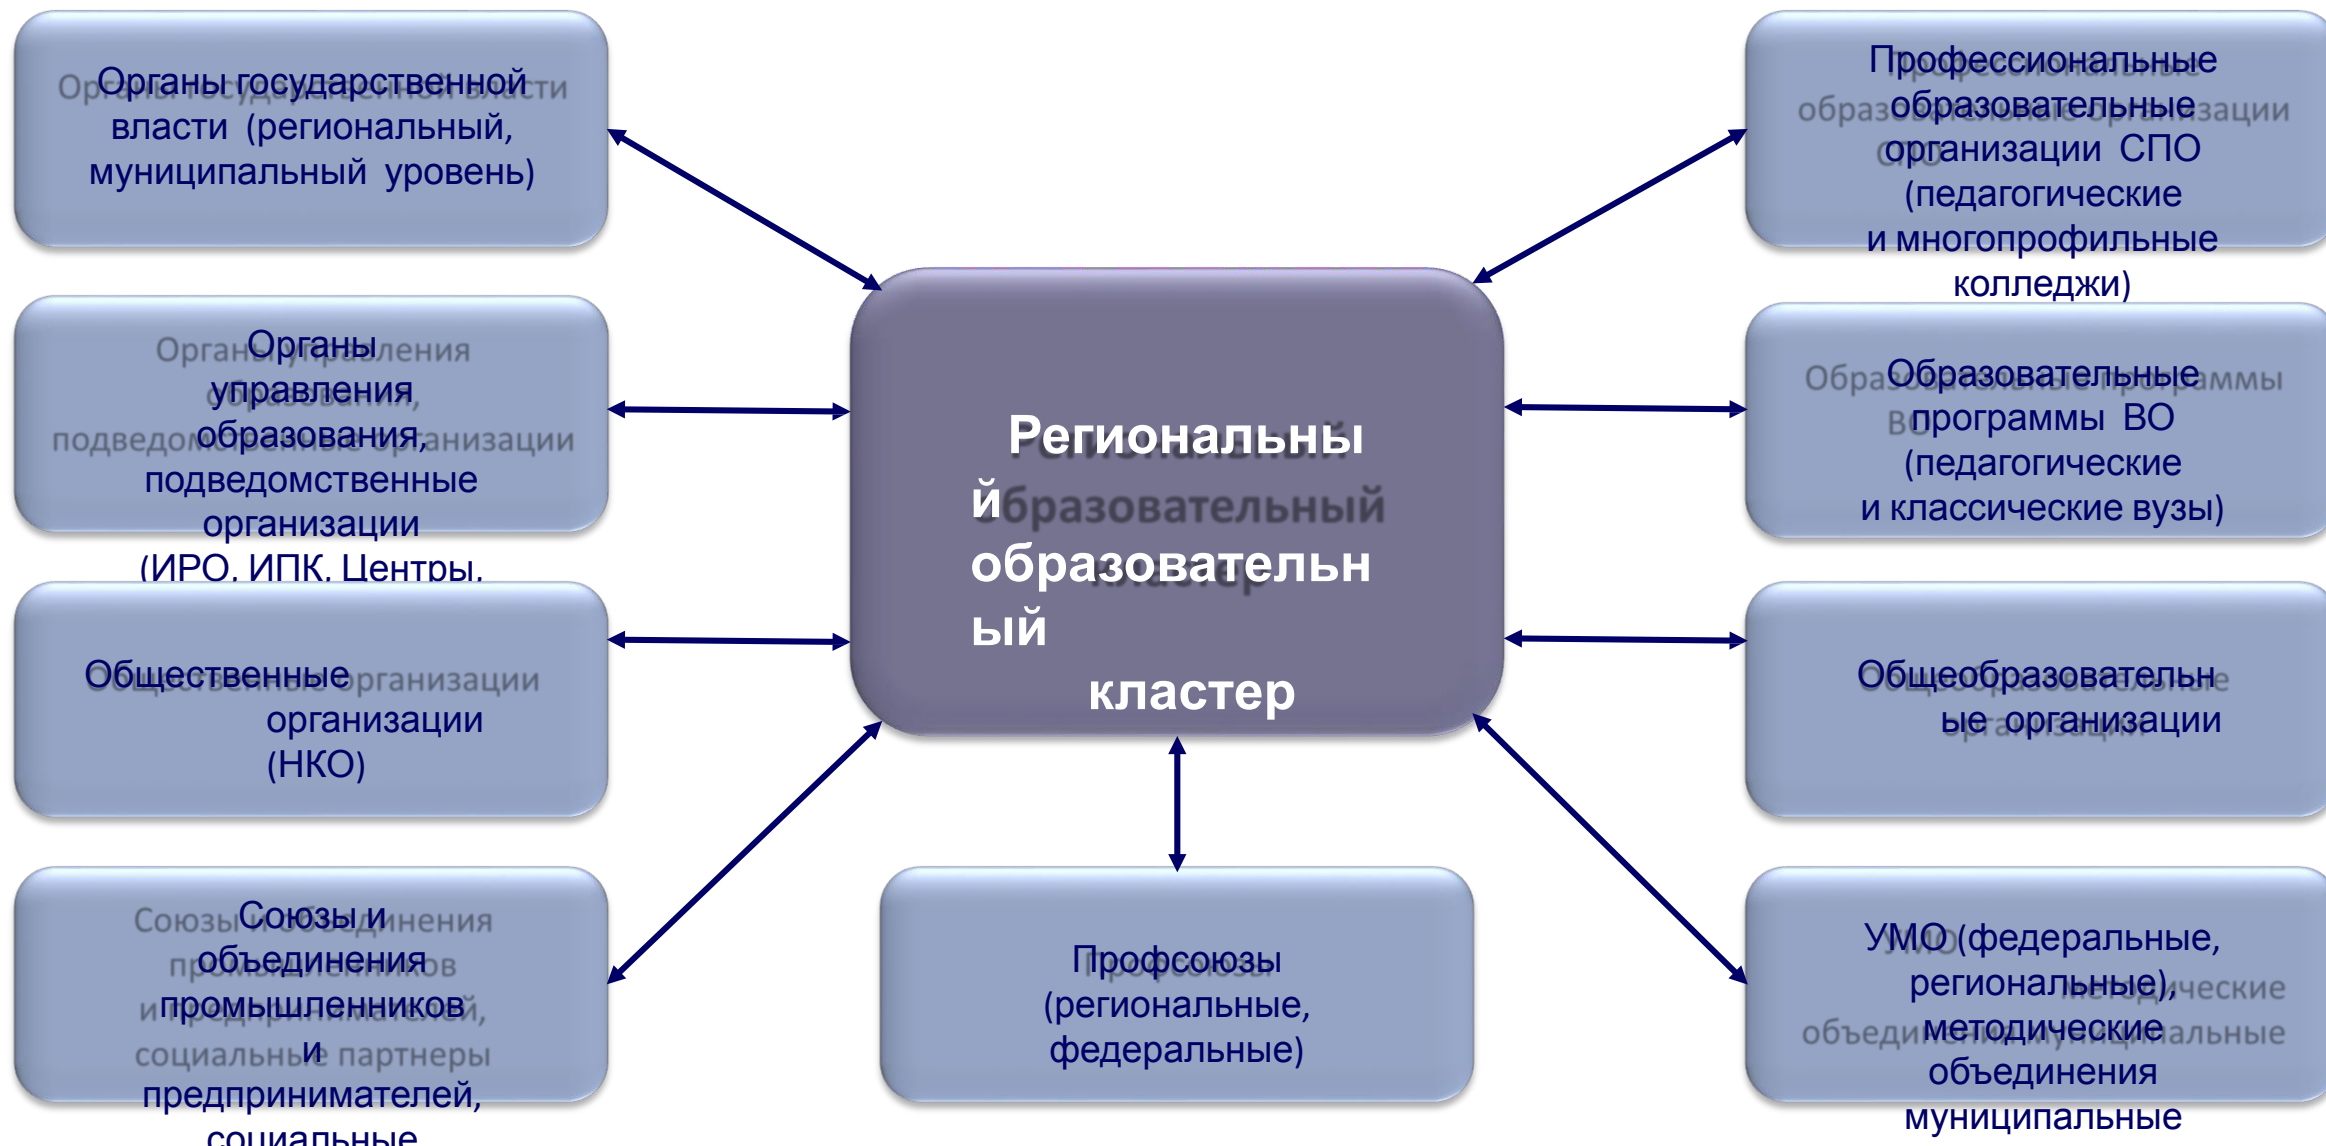 Органы государственной
власти (региональный,
муниципальный уровень)
Органы
управления
образования,
подведомственные
организации
(ИРО, ИПК, Центры,
Общественные
организации
(НКО)
Союзы и
объединения
промышленников
и
предпринимателей,
социальные
Региональны
й
образовательн
ый
кластер
Профсоюзы
(региональные,
федеральные)
Профессиональные
образовательные
организации СПО
(педагогические
и многопрофильные
колледжи)
Образовательные
программы ВО
(педагогические
и классические вузы)
Общеобразовательн
ые организации
УМО (федеральные,
региональные),
методические
объединения
муниципальные